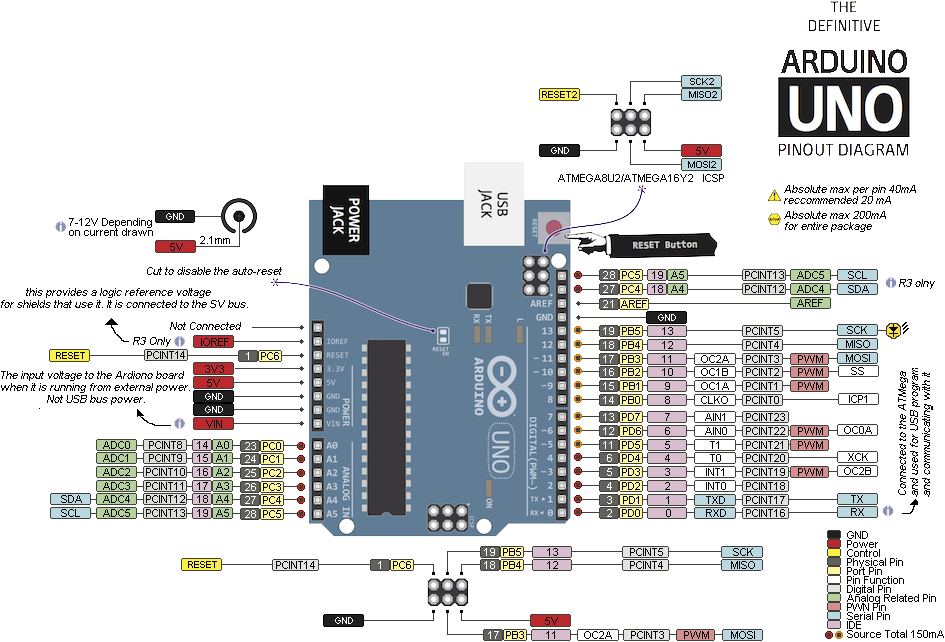 THE
DEFINITIVE
ARDUINO
UNO
PINOUT DIAGRAM
Absolute max per pin 40mA
reccommended 20 mA
Absolute max 200mA
for entire package
SCK2
RESET2 MISO2
GND 5V
MOSI2
ATMEGA8U2/ATMEGA16Y2 ICSP
POWER JACK
USB JACK
RESET
RESET Button
7-12V Depending
on current drawn
GND
5V 2.1mm
Cut to disable the auto-reset
this provides a logic reference voltage
for shields that use it. It is connected to the SV bus.
Not Connected
R3 Only IOREF
RESET PCINT14 1 PC6
The input voltage to the Ardiono board
when it is running from external power.
Not USB bus power.
3V3
5V
GND
GND
VIN
ADC0 PCINT8 14 A0 23 PC0
ADC1 PCINT9 15 A1 24 PC1
ADC2 PCINT10 16 A2 25 PC2
ADC3 PCINT11 17 A3 26 PC3
SDA ADC4 PCINT12 18 A4 27 PC4
SCL ADC5 PCINT13 19 A5 28 PC5
IOREF
RESET
3.3V
5V
GND
GND
VIN
POWER
A0
A1
A2
A3
A4
A5
ANALOG IN
RESET EN
RX
TX
L
ARDUINO
UNO
ON
ICSP
AREF
GND
13
12
~11
~10
~9
8
7
~6
~5
4
~3
2
TX 1
RX 0
DIGITAL(PWM~)
28 PC5 19 A5 PCINT13 ADC5 SCL
27 PC4 18 A4 PCINT12 ADC4 SDA
R3 olny
21 AREF AREF
GND
19 PB5 13 PCINT5 SCK
18 PB4 12 PCINT4 MISO
17 PB3 11 OC2A PCINT3 PWM MOSI
16 PB2 10 OC1B PCINT2 PWM SS
15 PB1 9 OC1A PCINT1 PWM
14 PB0 8 CLKO PCINT0 ICP1
13 PD7 7 AIN1 PCINT23
12 PD6 6 AIN0 PCINT22 PWM OC0A
11 PD5 5 T1 PCINT21 PWM
6 PD4 4 T0 PCINT20 XCK
5 PD3 3 INT1 PCINT19 PWM OC2B
4 PD2 2 INT0 PCINT18
3 PD1 1 TXD PCINT17 TX
2 PD0 0 RXD PCINT16 RX
Connected to the ATMega
and used for USB program
and communicating with it
19 PB5 13 PCINT5 SCK
RESET PCINT14 1 PC6 18 PB4 12 PCINT4 MISO
GND 5V
17 PB3 11 OC2A PCINT3 PWM MOSI
GND
Power
Control
Physical Pin
Port Pin
Pin Function
Digital Pin
Analog Related Pin
PWN Pin
Serial Pin
IDE
Source Total 150mA